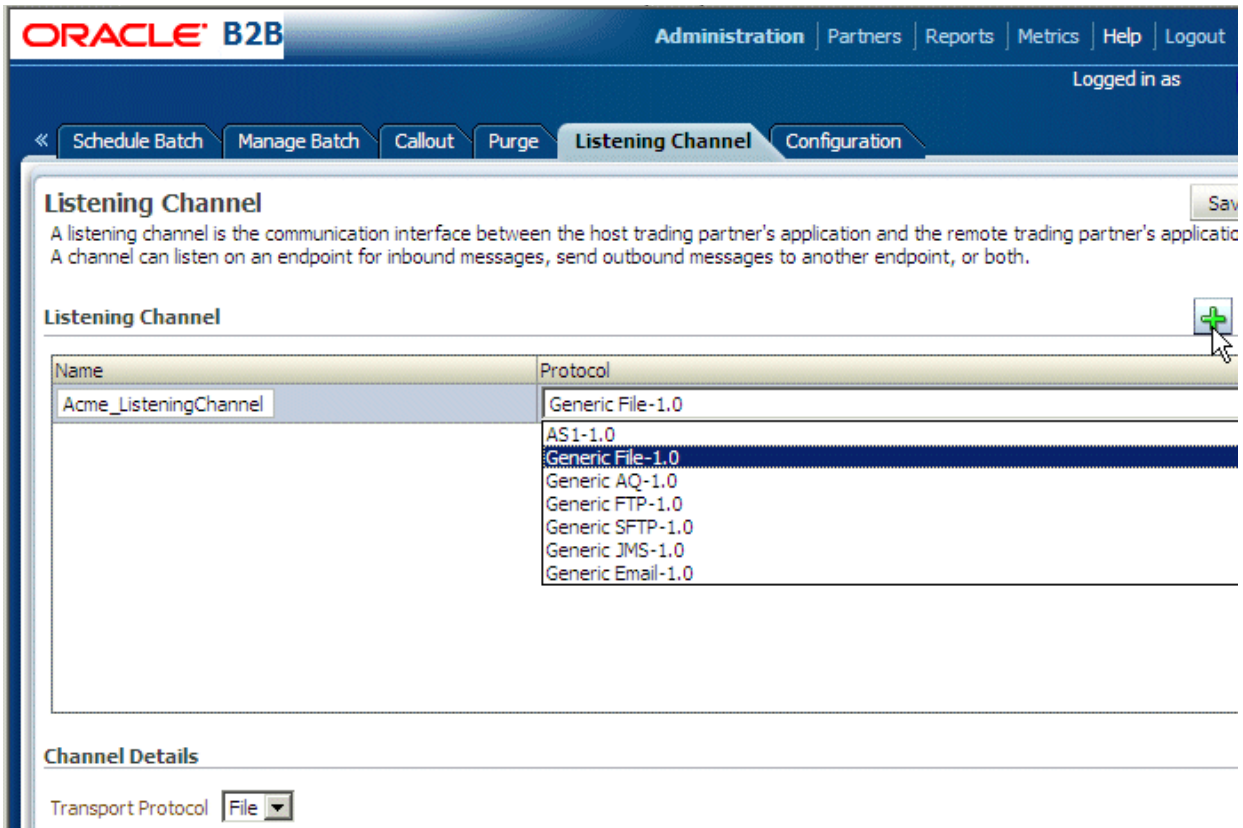 ORACLE B2B
Administration Partners Reports Metrics Help Logout
Logged in as
« Schedule Batch Manage Batch Callout Purge Listening Channel Configuration
Listening Channel
Sav
A listening channel is the communication interface between the host trading partner's application and the remote trading partner's applicatio
A channel can listen on an endpoint for inbound messages, send outbound messages to another endpoint, or both.
Listening Channel
Name Protocol
Acme_ListeningChannel Generic File-1.0
AS1-1.0
Generic File-1.0
Generic AQ-1.0
Generic FTP-1.0
Generic SFTP-1.0
Generic JMS-1.0
Generic Email-1.0
Channel Details
Transport Protocol File